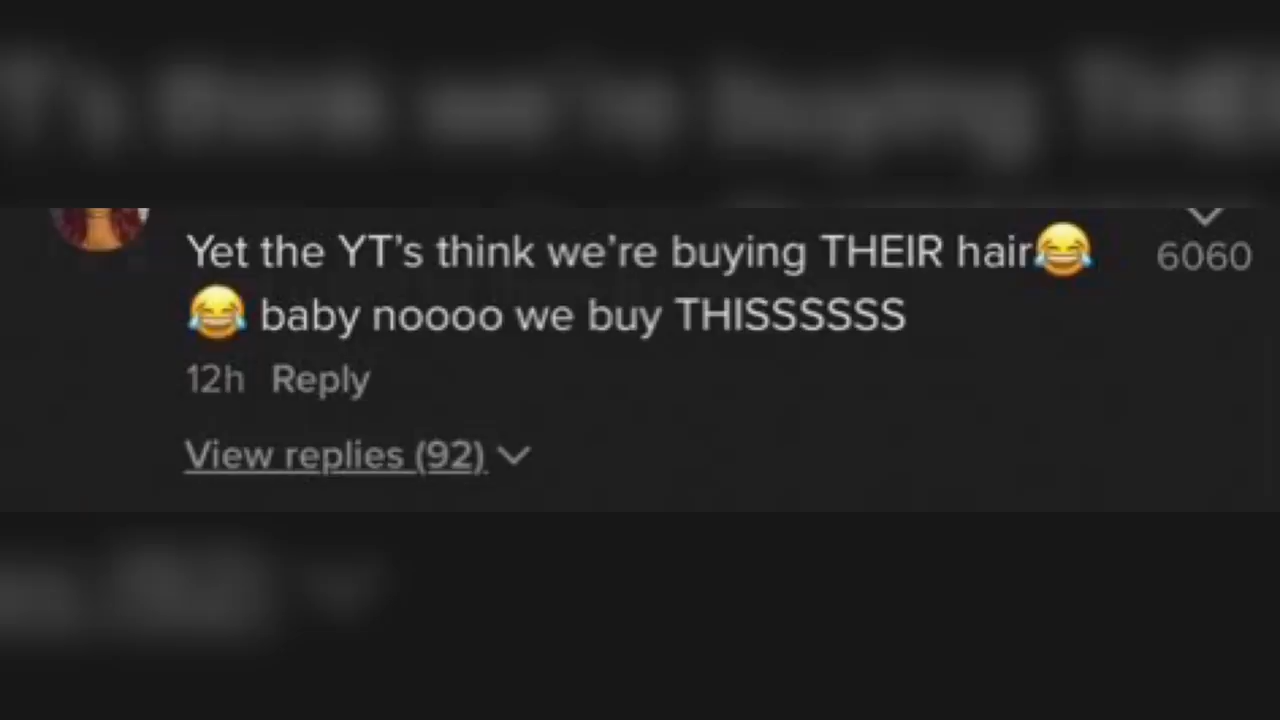 Yet the YT's think we're buying THEIR hair😂
😂 baby noooo we buy THISSSSSS
6060
12h Reply
View replies (92)